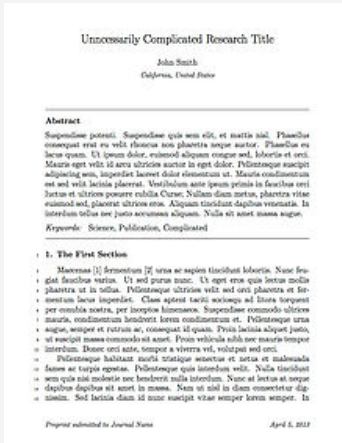 Unncessarily Complicated Research Title
John Smith
California, United States
Abstract
Suspendisse potenti. Suspendisse quis sem elit, et mattis nisl. Phasellus
consequat erat eu velit rhoncus non pharetra neque auctor. Phasellus eu
lacus quam. Ut ipsum dolor, euismod aliquam congue sed, lobortis et orci.
Mauris eget velit id arcu ultricies auctor in eget dolor. Pellentesque suscipit
adipiscing sem, imperdiet laoreet dolor elementum ut. Mauris condimentum
est sed velit lacinia placerat. Vestibulum ante ipsum primis in faucibus orci
luctus et ultrices posuere cubilia Curae; Nullam diam metus, pharetra vitae
euismod sed, placerat ultrices eros. Aliquam tincidunt dapibus venenatis. In
interdum tellus nec justo accumsan aliquam. Nulla sit amet massa augue.
Keywords: Science, Publication, Complicated
1. The First Section
Maecenas [1] fermentum [2] urna ac sapien tincidunt lobortis. Nunc feu-
giat faucibus varius. Ut sed purus nunc. Ut eget eros quis lectus mollis
pharetra ut in tellus. Pellentesque ultricies velit sed orci pharetra et fer-
mentum lacus imperdiet. Class aptent taciti sociosqu ad litora torquent
per conubia nostra, per inceptos himenaeos. Suspendisse commodo ultrices
mauris, condimentum hendrerit lorem condimentum et. Pellentesque urna
augue, semper et rutrum ac, consequat id quam. Proin lacinia aliquet justo,
ut suscipit massa commodo sit amet. Proin vehicula nibh nec mauris tempor
interdum. Donec orci ante, tempor a viverra vel, volutpat sed orci.
Pellentesque habitant morbi tristique senectus et netus et malesuada
fames ac turpis egestas. Pellentesque quis interdum velit. Nulla tincidunt
sem quis nisi molestie nec hendrerit nulla interdum. Nunc at lectus at neque
dapibus dapibus sit amet in massa. Nam ut nisl in diam consectetur dig-
nissim. Sed lacinia diam id nunc suscipit vitae semper lorem semper. In
Preprint submitted to Journal Name
April 5, 2013